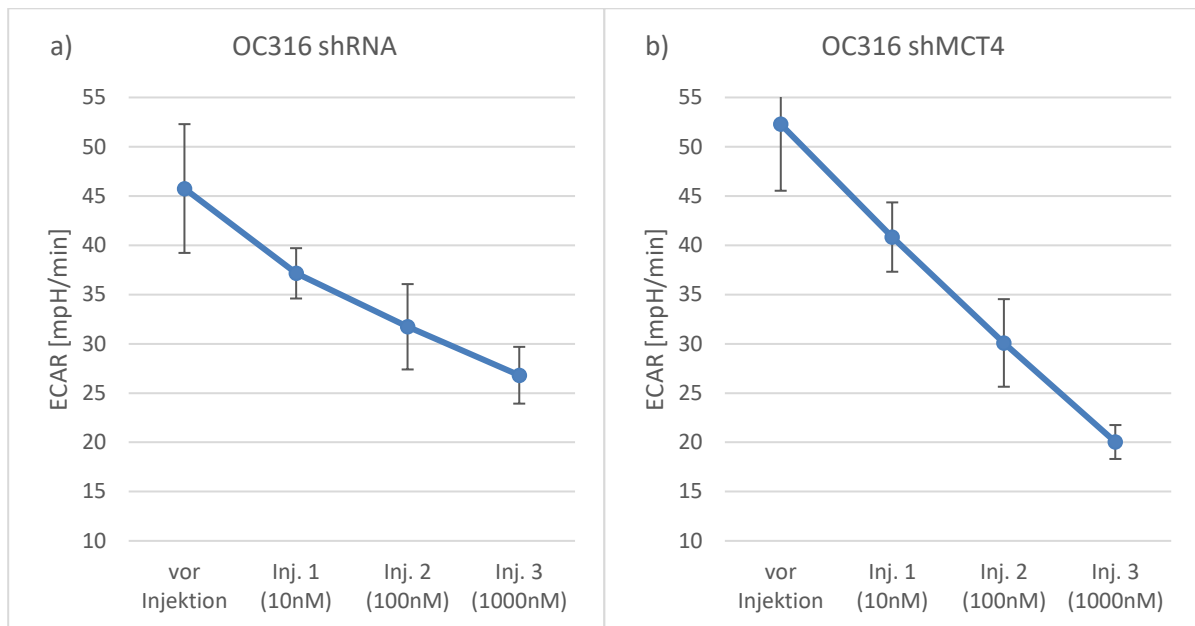 a)
OC316 shRNA
ECAR [mpH/min]
55
50
45
40
35
30
25
20
15
10
vor
Injektion
Inj. 1
(10nM)
Inj. 2
(100nM)
Inj. 3
(1000nM)
b)
OC316 shMCT4
ECAR [mpH/min]
55
50
45
40
35
30
25
20
15
10
vor
Injektion
Inj. 1
(10nM)
Inj. 2
(100nM)
Inj. 3
(1000nM)